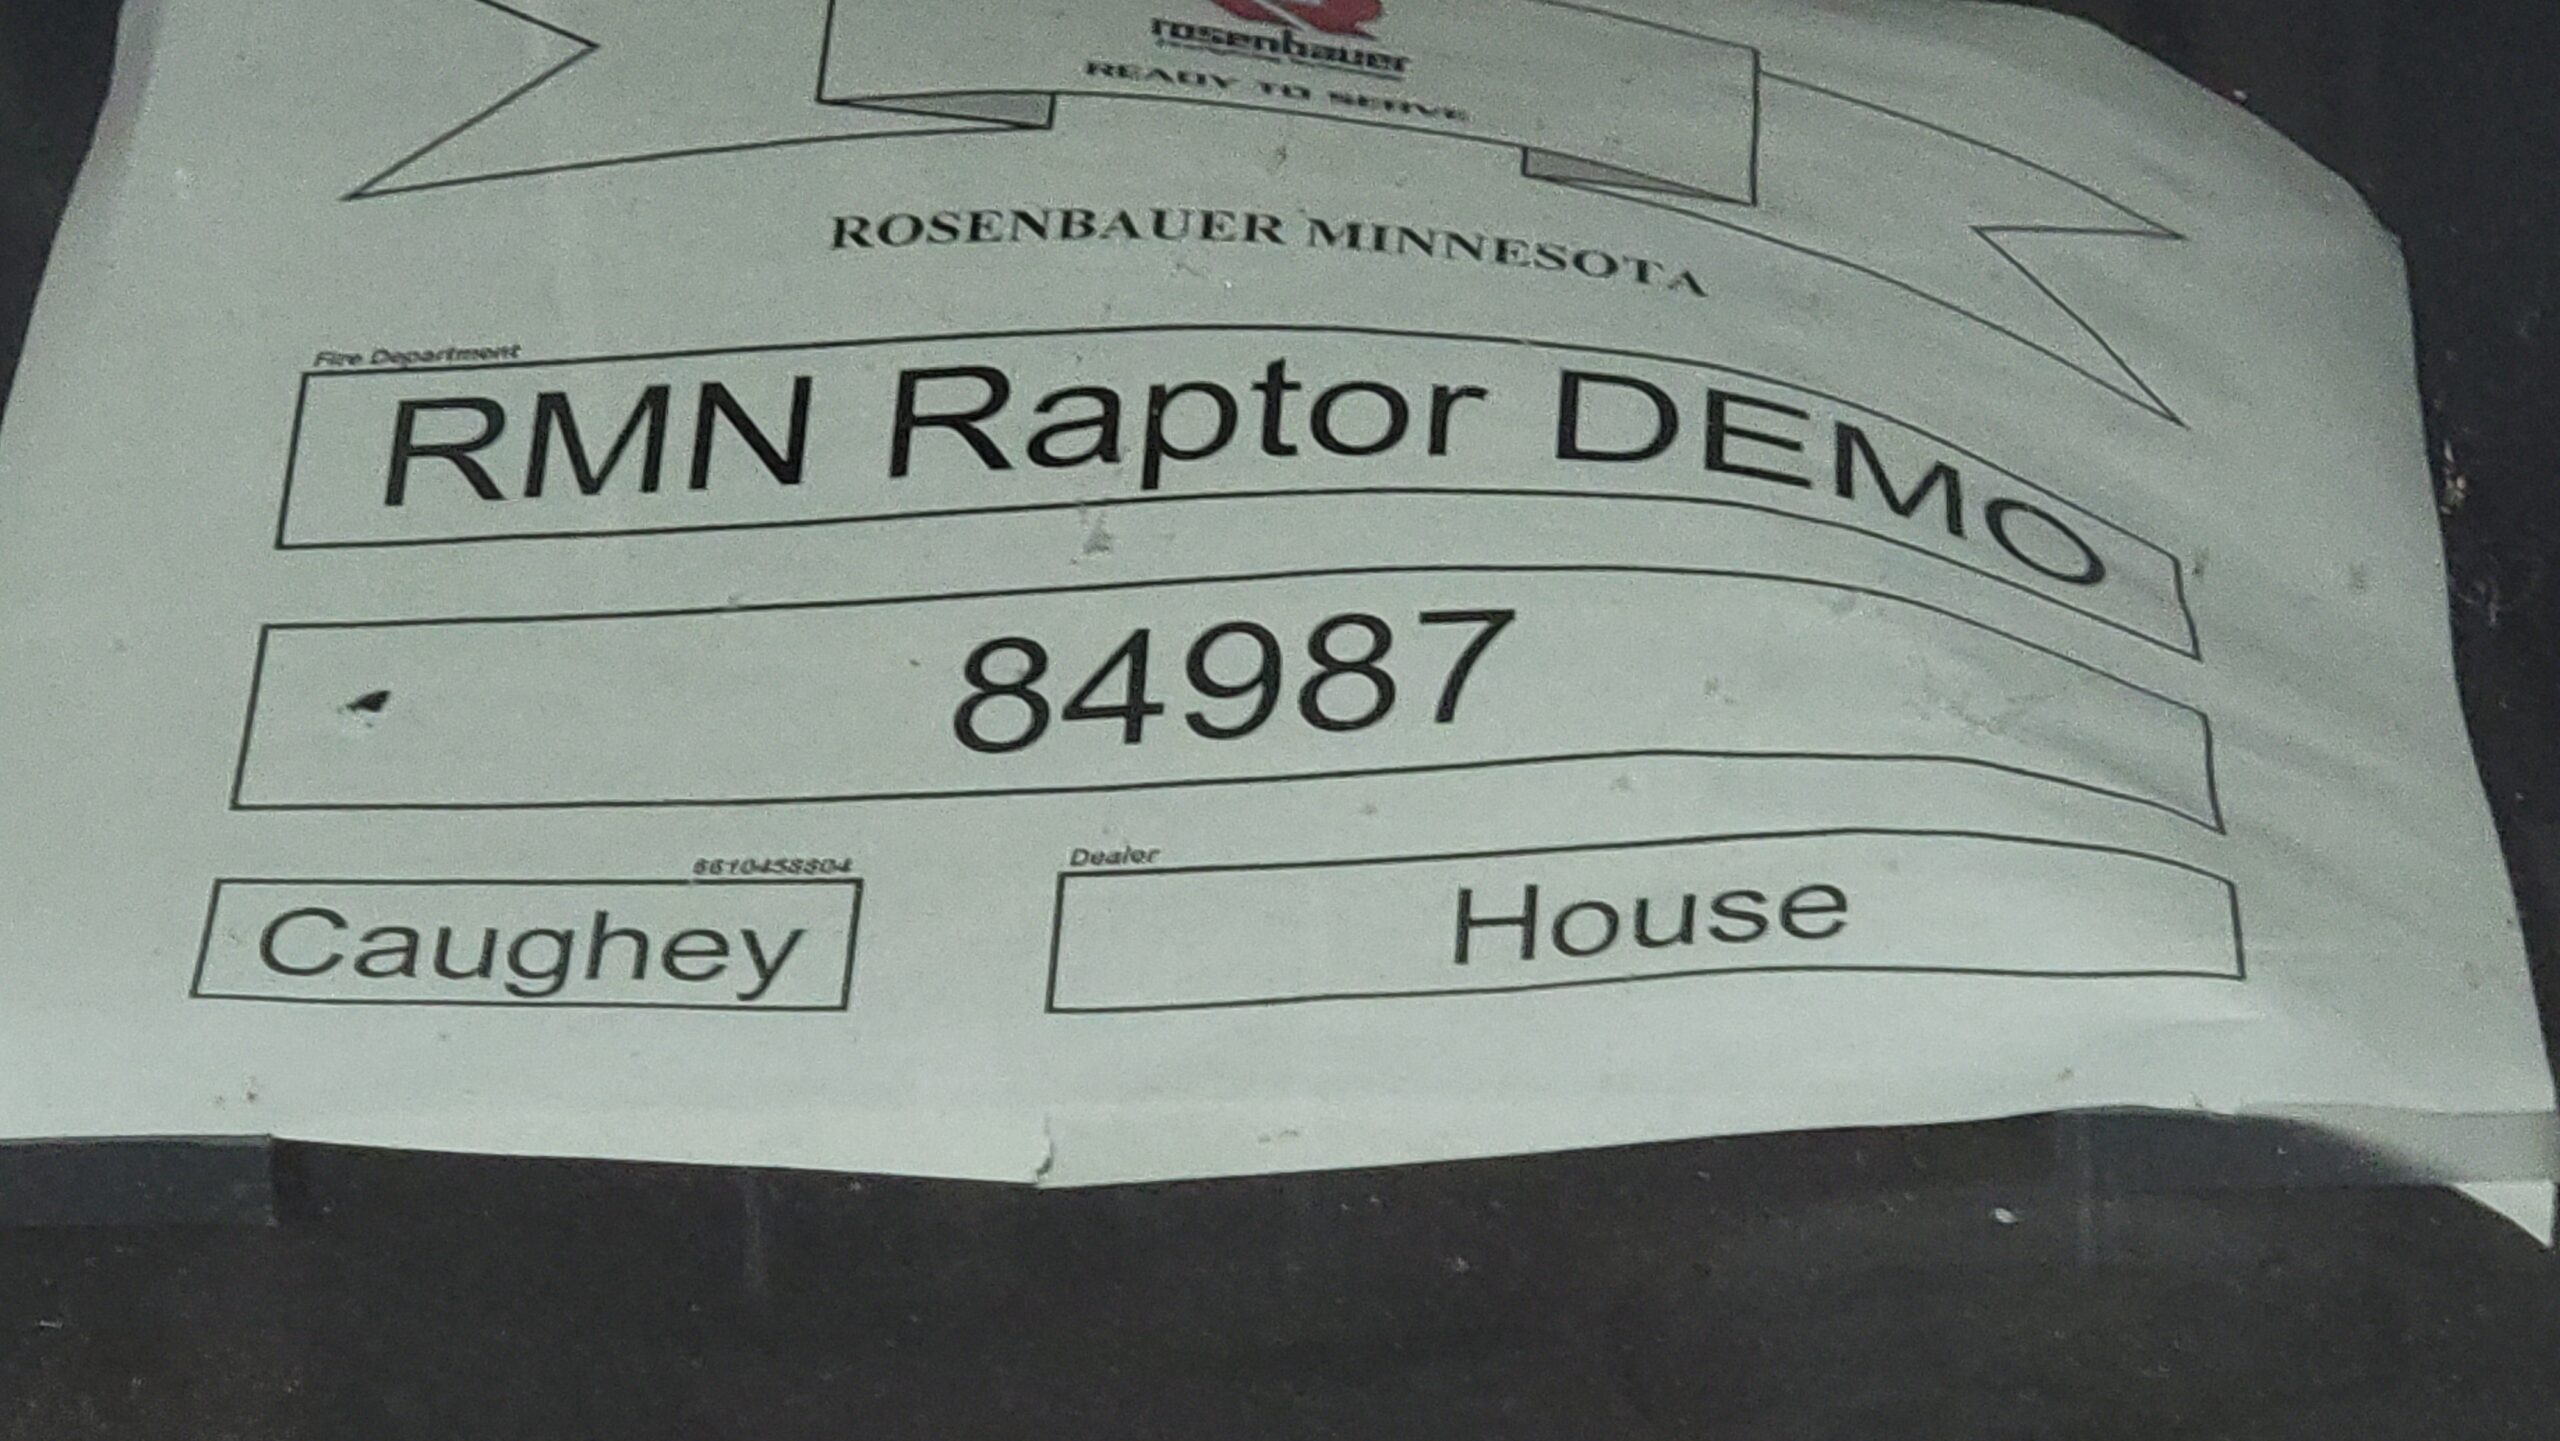 rosenbauer
READY TO SERVE
ROSENBAUER MINNESOTA
Fire Department
RMN Raptor DEMO
84987
Caughey
Dealer
House